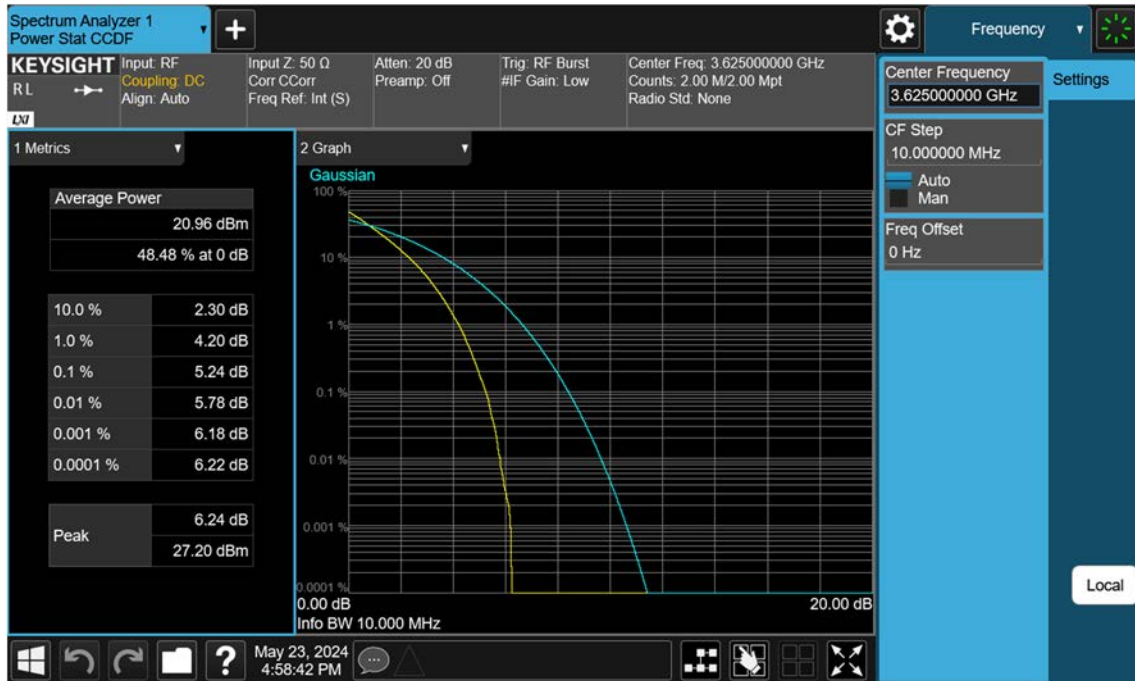 Spectrum Analyzer 1
Power Stat CCDF
Frequency
KEYSIGHT
R L
LXI
Input: RF
Coupling: DC
Align: Auto
Input Z: 50 Ω
Corr CCorr
Freq Ref: Int (S)
Atten: 20 dB
Preamp: Off
Trig: RF Burst
#IF Gain: Low
Center Freq: 3.625000000 GHz
Counts: 2.00 M/2.00 Mpt
Radio Std: None
Center Frequency
3.625000000 GHz
Settings
CF Step
10.000000 MHz
Auto
Man
Freq Offset
0 Hz
1 Metrics
Average Power
20.96 dBm
48.48 % at 0 dB
10.0 % 2.30 dB
1.0 % 4.20 dB
0.1 % 5.24 dB
0.01 % 5.78 dB
0.001 % 6.18 dB
0.0001 % 6.22 dB
Peak
6.24 dB
27.20 dBm
2 Graph
Gaussian
100 %
10 %
1 %
0.1 %
0.01 %
0.001 %
0.0001 %
0.00 dB 20.00 dB
Info BW 10.000 MHz
Local
?
May 23, 2024
4:58:42 PM